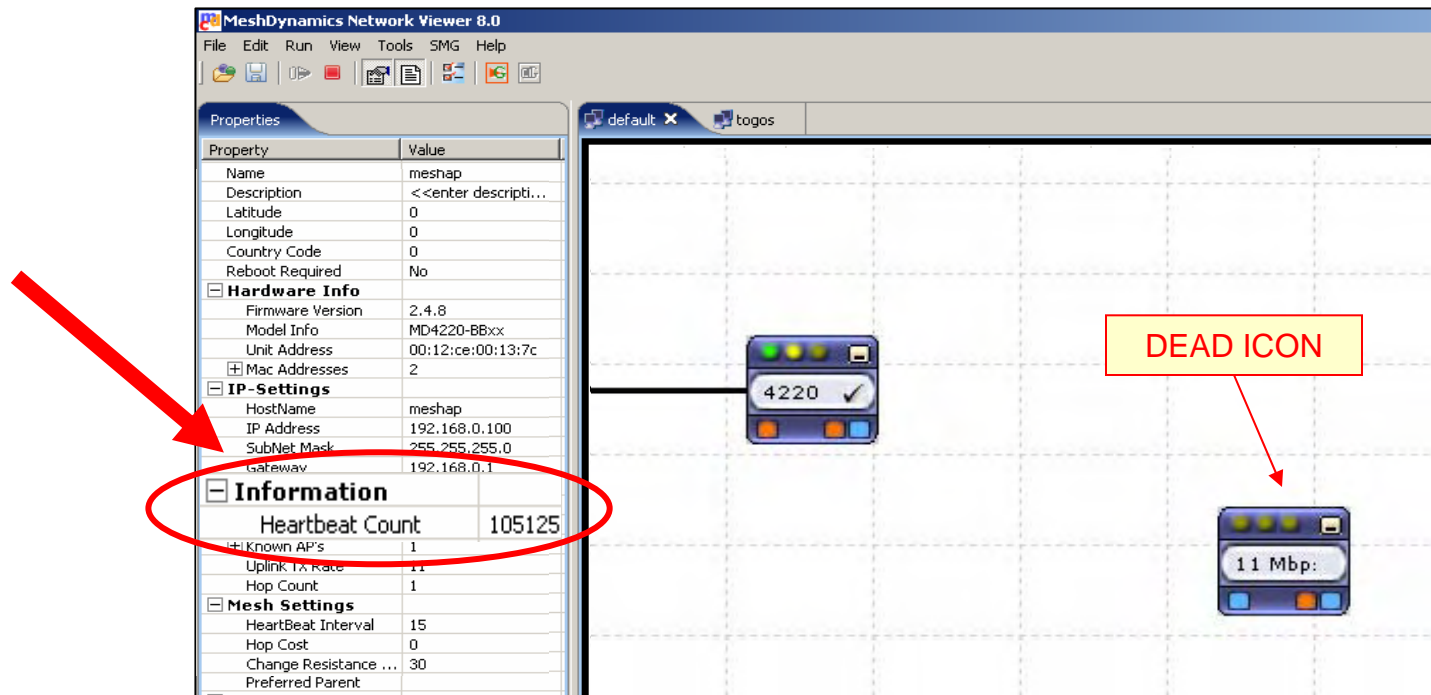 MeshDynamics Network Viewer 8.0
File Edit Run View Tools SMG Help
Properties
default
togos
Property Value
Name meshap
Description <<enter descripti...
Latitude 0
Longitude 0
Country Code 0
Reboot Required No
Hardware Info
Firmware Version 2.4.8
Model Info MD4220-BBxx
Unit Address 00:12:ce:00:13:7c
Mac Addresses 2
IP-Settings
HostName meshap
IP Address 192.168.0.100
SubNet Mask 255.255.255.0
Gateway 192.168.0.1
Information
Heartbeat Count 105125
Known AP's 1
Uplink TX Rate 11
Hop Count 1
Mesh Settings
HeartBeat Interval 15
Hop Cost 0
Change Resistance ... 30
Preferred Parent
4220
DEAD ICON
11 Mbp: